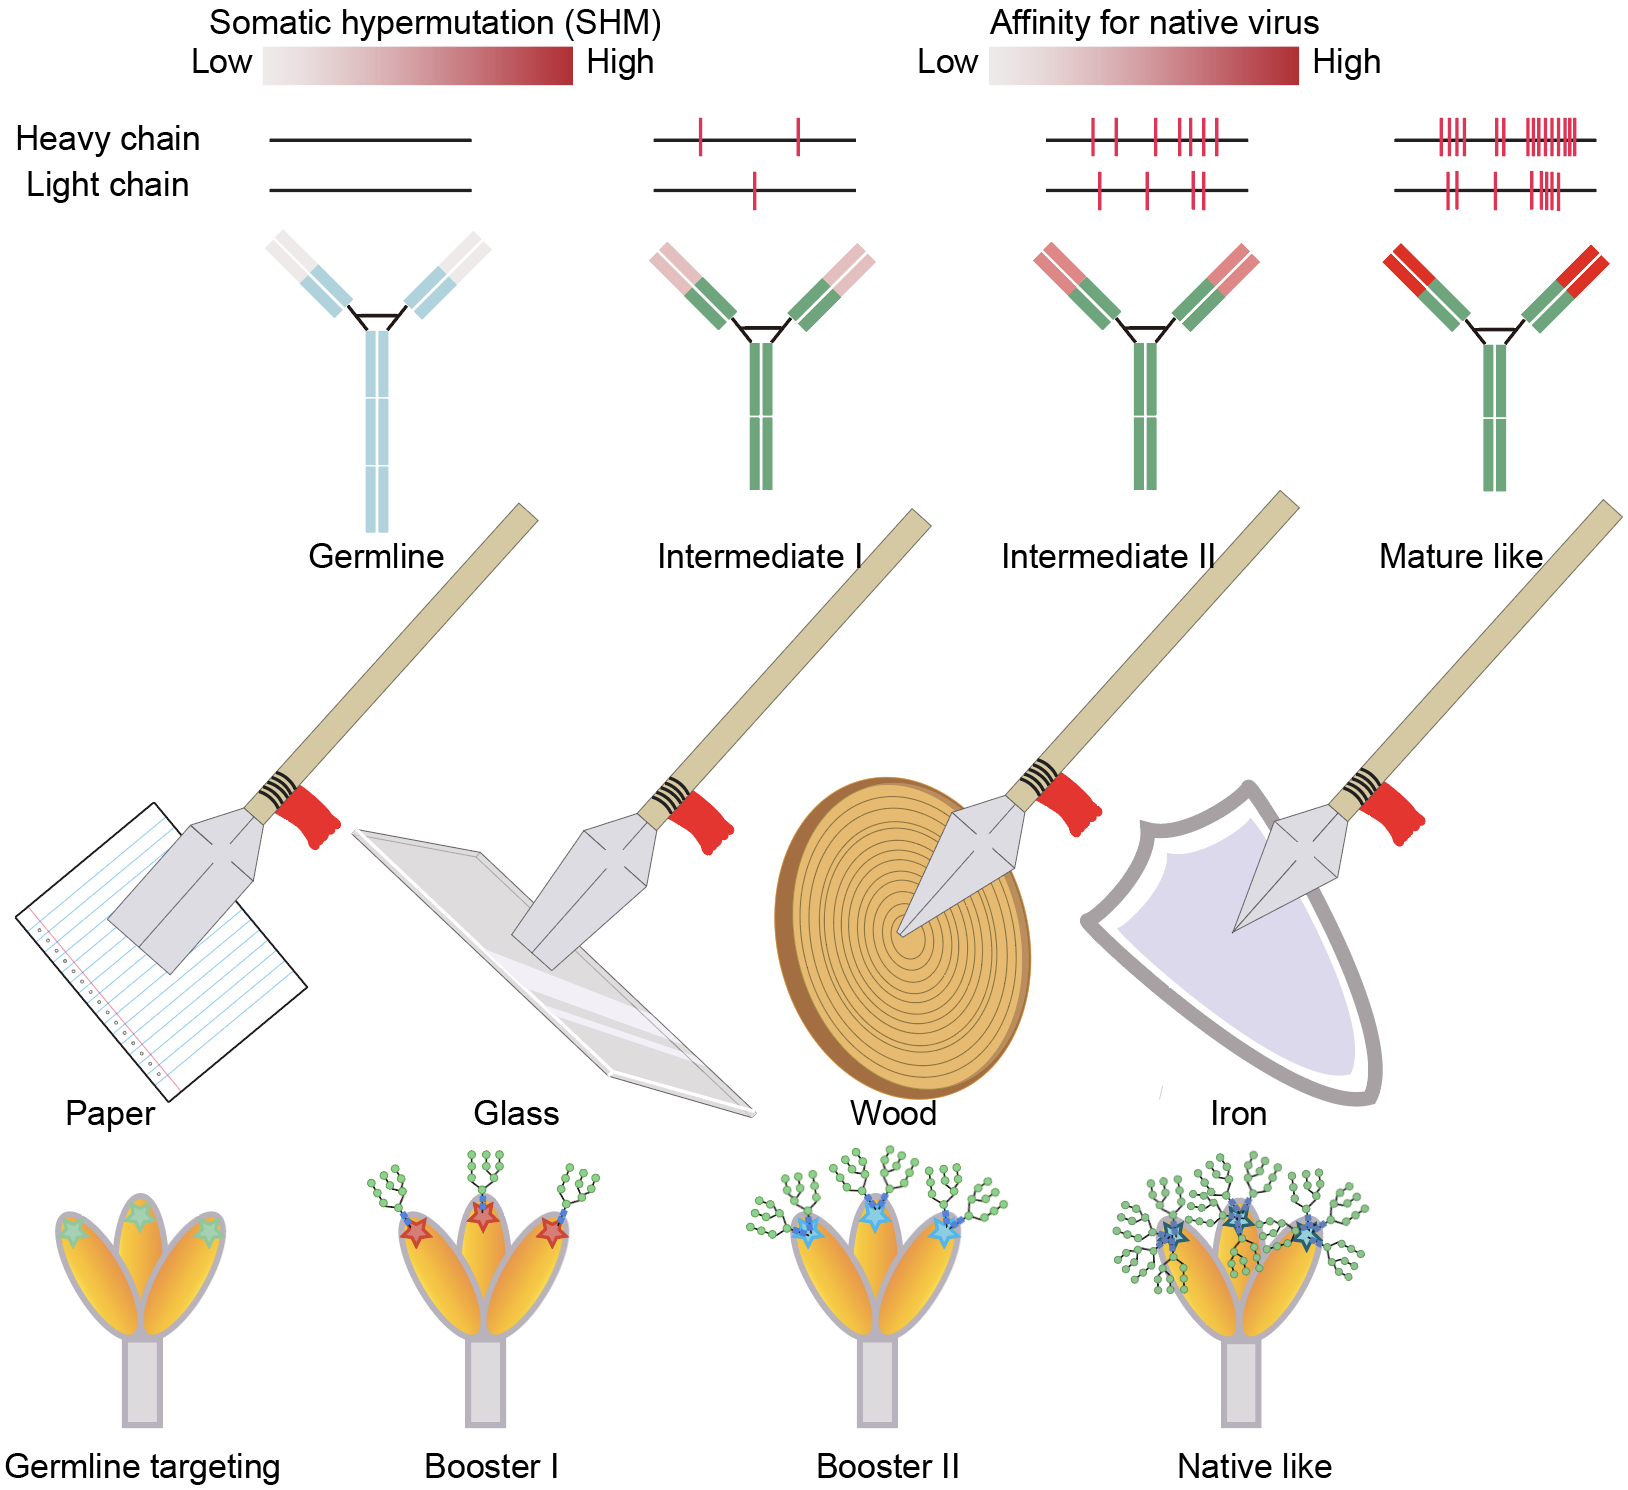 Somatic hypermutation (SHM)
Low
High
Affinity for native virus
Low
High
Heavy chain
Light chain
Germline
Intermediate I
Intermediate II
Mature like
Paper
Glass
Wood
Iron
Germline targeting
Booster I
Booster II
Native like